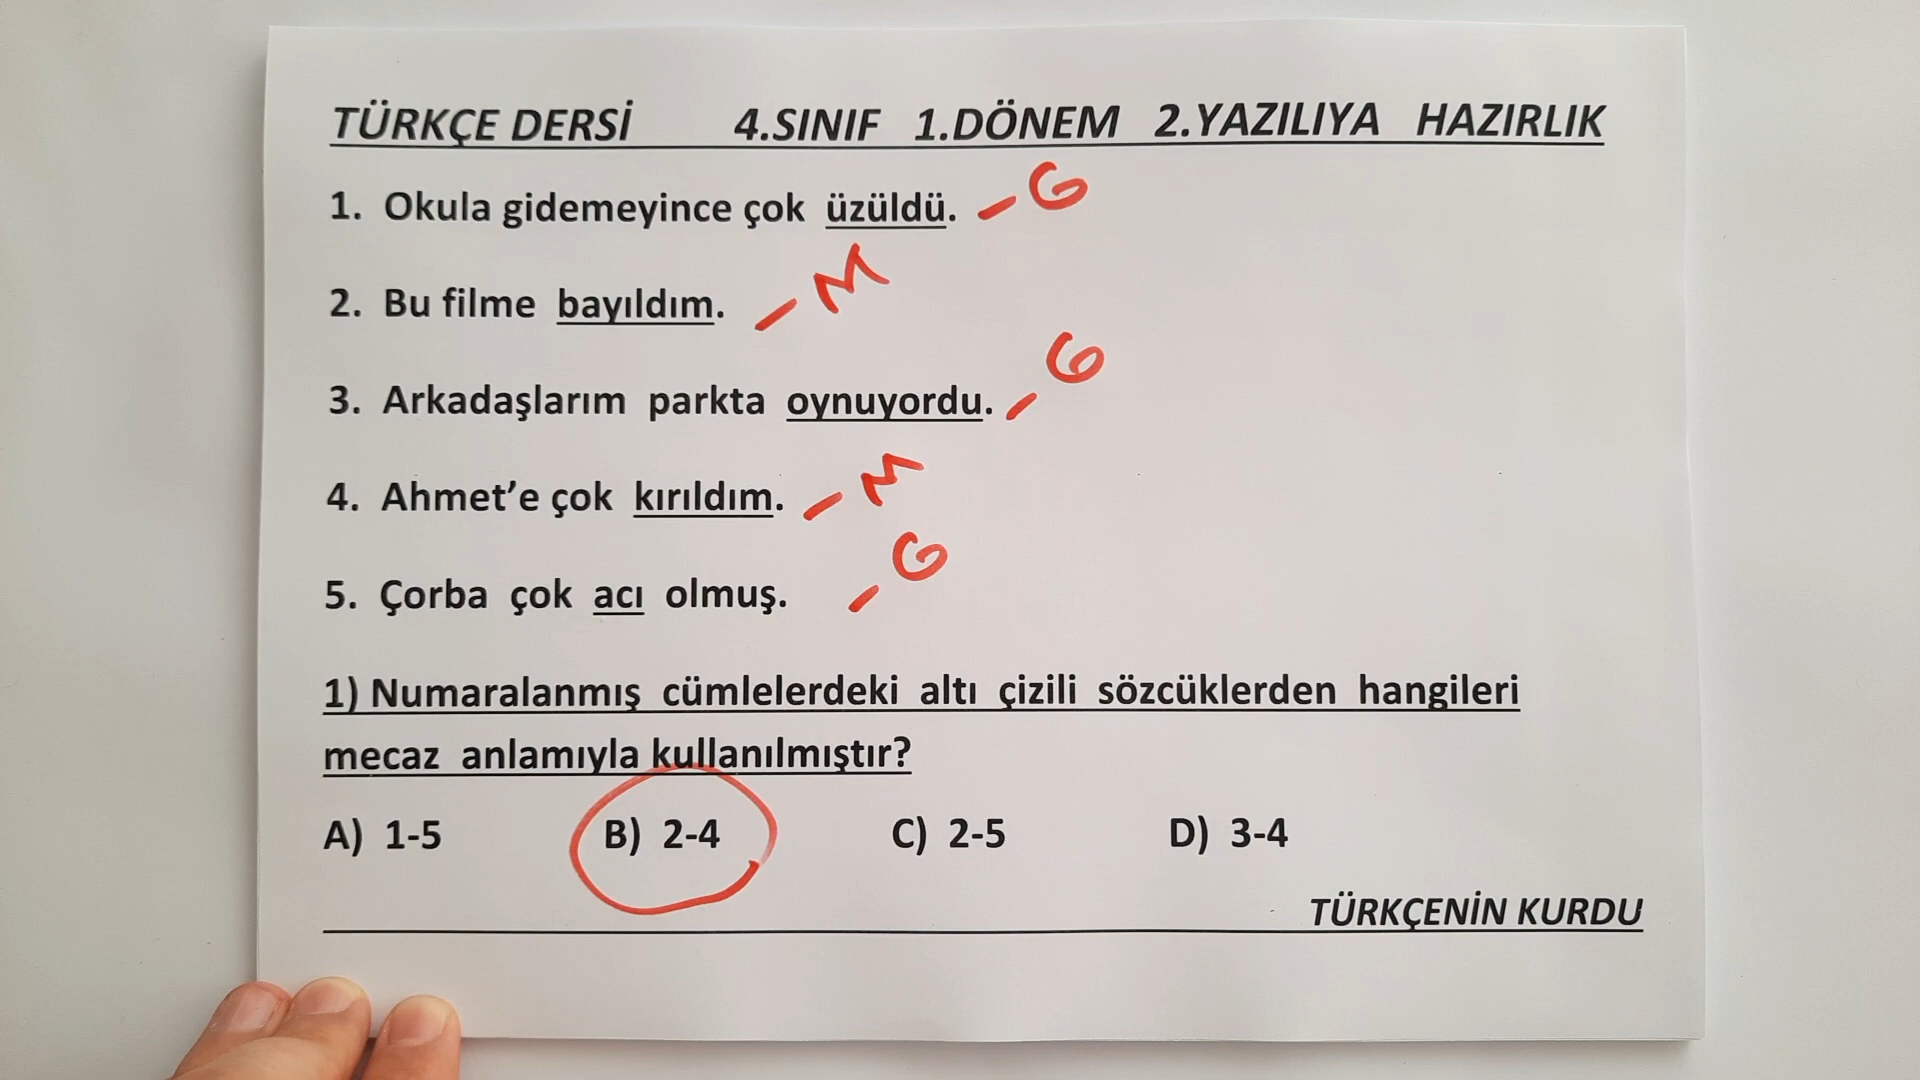 TÜRKÇE DERSİ 4.SINIF 1.DÖNEM 2.YAZILIYA HAZIRLIK
1. Okula gidemeyince çok üzüldü. - G
2. Bu filme bayıldım. - M
3. Arkadaşlarım parkta oynuyordu. - G
4. Ahmet’e çok kırıldım. - M
5. Çorba çok acı olmuş. - G
1) Numaralanmış cümlelerdeki altı çizili sözcüklerden hangileri
mecaz anlamıyla kullanılmıştır?
A) 1-5 B) 2-4 C) 2-5 D) 3-4
TÜRKÇENİN KURDU